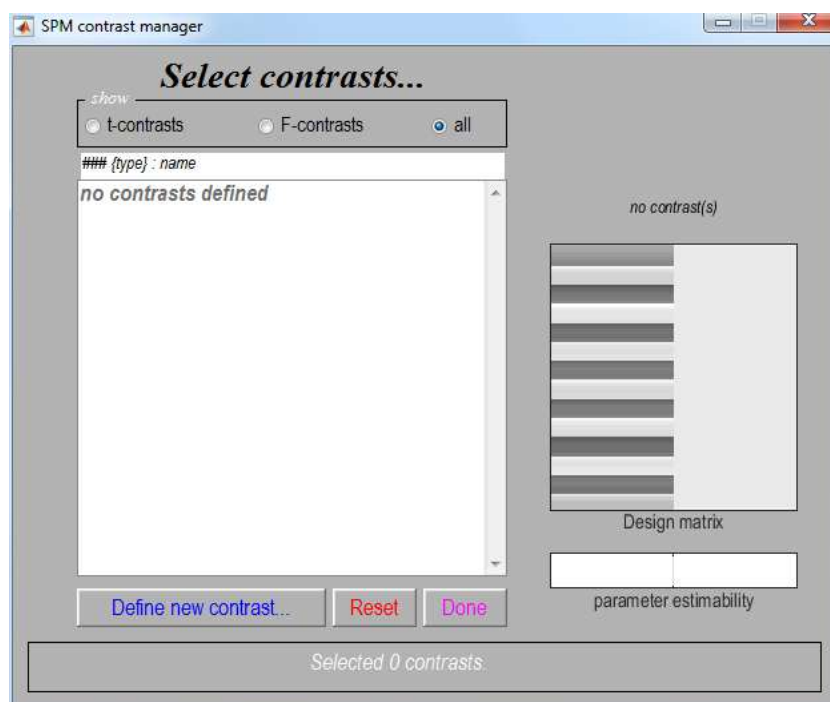 SPM contrast manager
Select contrasts...
show
t-contrasts F-contrasts all
### {type} : name
no contrasts defined
no contrast(s)
Design matrix
parameter estimability
Define new contrast... Reset Done
Selected 0 contrasts.